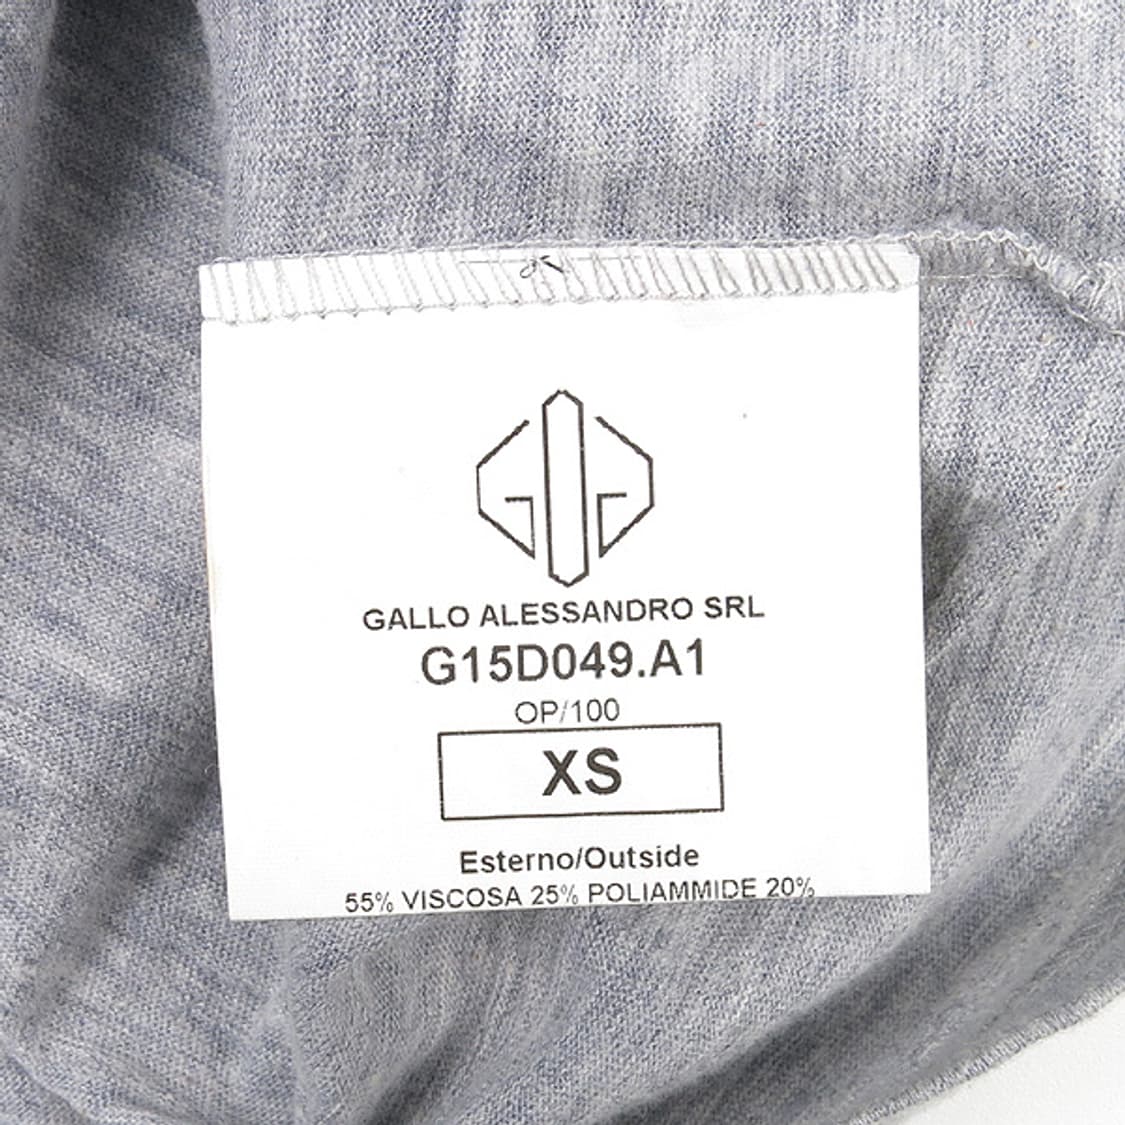 GALLO ALESSANDRO SRL
G15D049.A1
OP/100
XS
Esterno/Outside
55% VISCOSA 25% POLIAMMIDE 20%